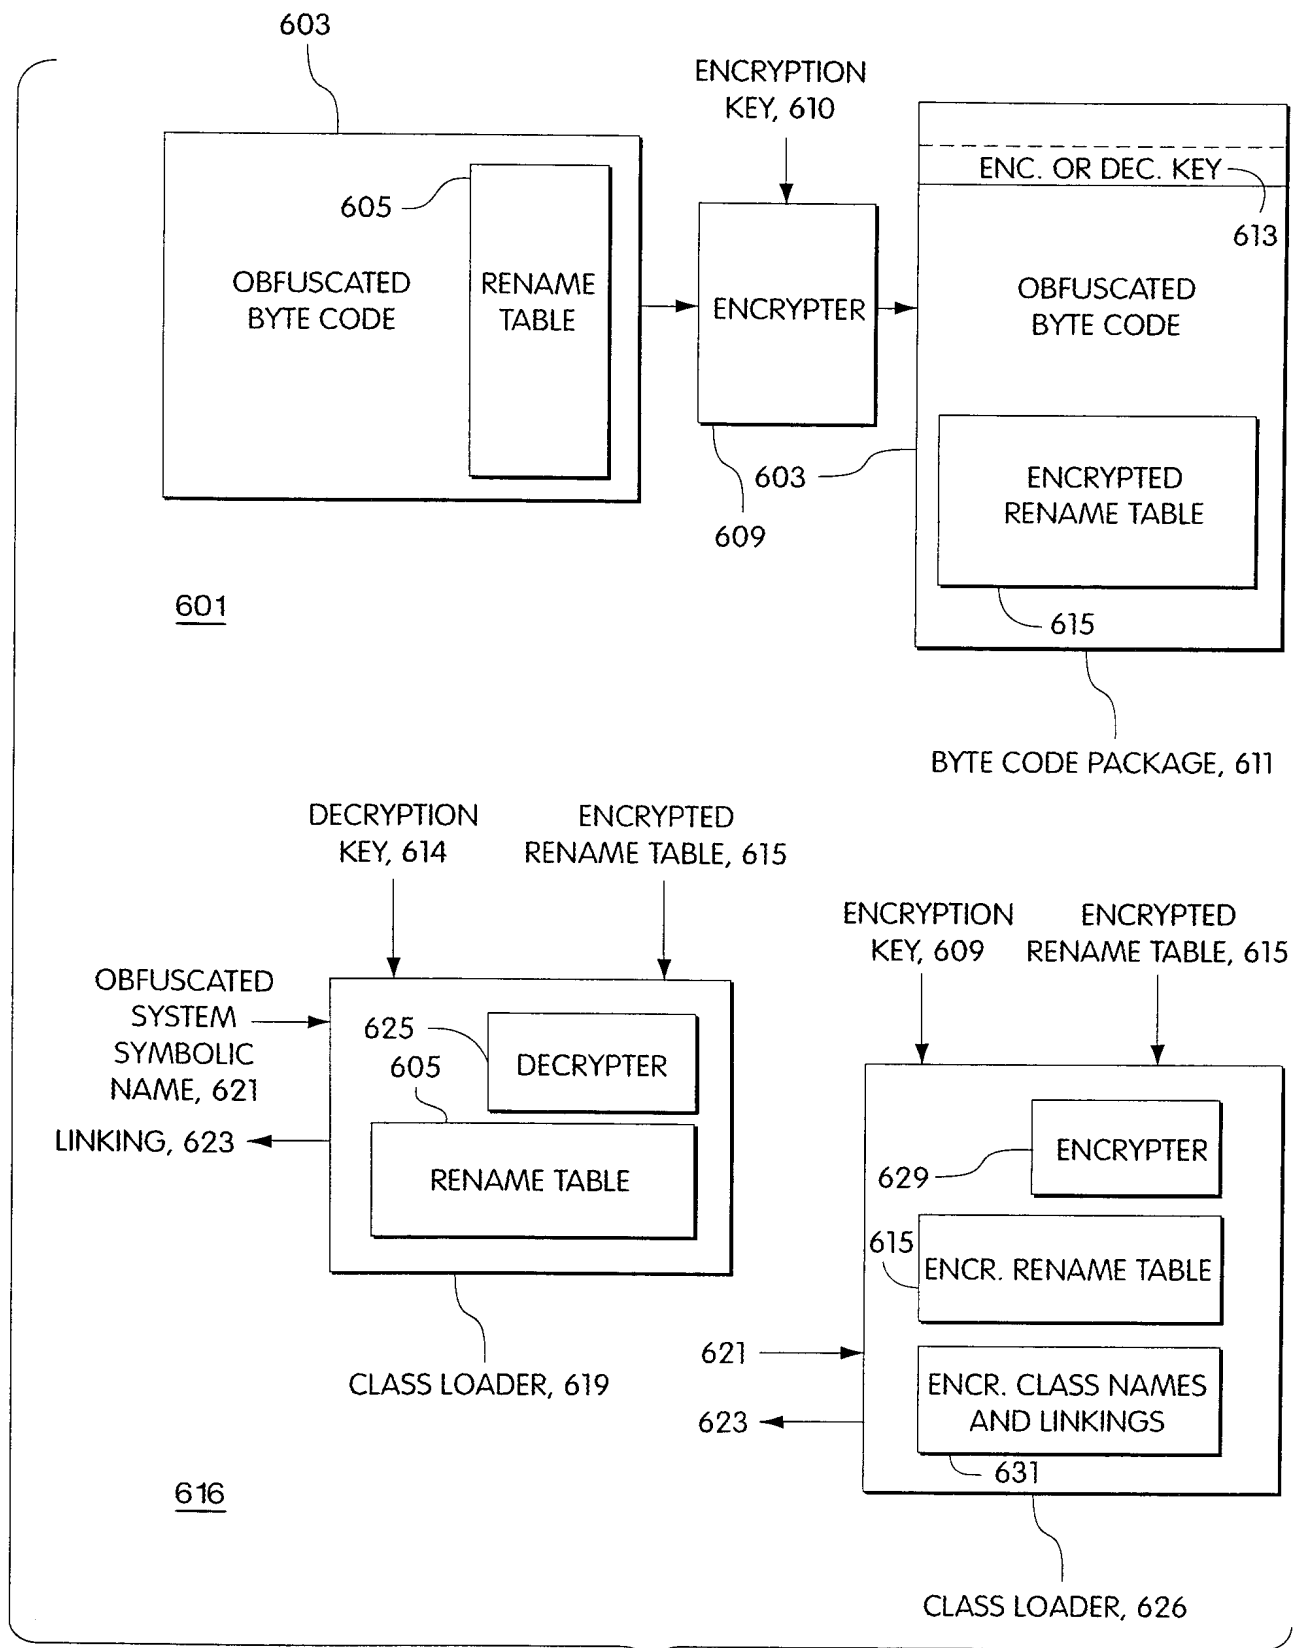 603
ENCRYPTION
KEY, 610
ENC. OR DEC. KEY
613
605
OBFUSCATED
BYTE CODE
RENAME
TABLE
ENCRYPTER
OBFUSCATED
BYTE CODE
603
609
ENCRYPTED
RENAME TABLE
615
601
BYTE CODE PACKAGE, 611
DECRYPTION
KEY, 614
ENCRYPTED
RENAME TABLE, 615
ENCRYPTION
KEY, 609
ENCRYPTED
RENAME TABLE, 615
OBFUSCATED
SYSTEM
SYMBOLIC
NAME, 621
LINKING, 623
625
DECRYPTER
605
RENAME TABLE
CLASS LOADER, 619
ENCRYPTER
629
615
ENCR. RENAME TABLE
621
623
ENCR. CLASS NAMES
AND LINKINGS
631
616
CLASS LOADER, 626